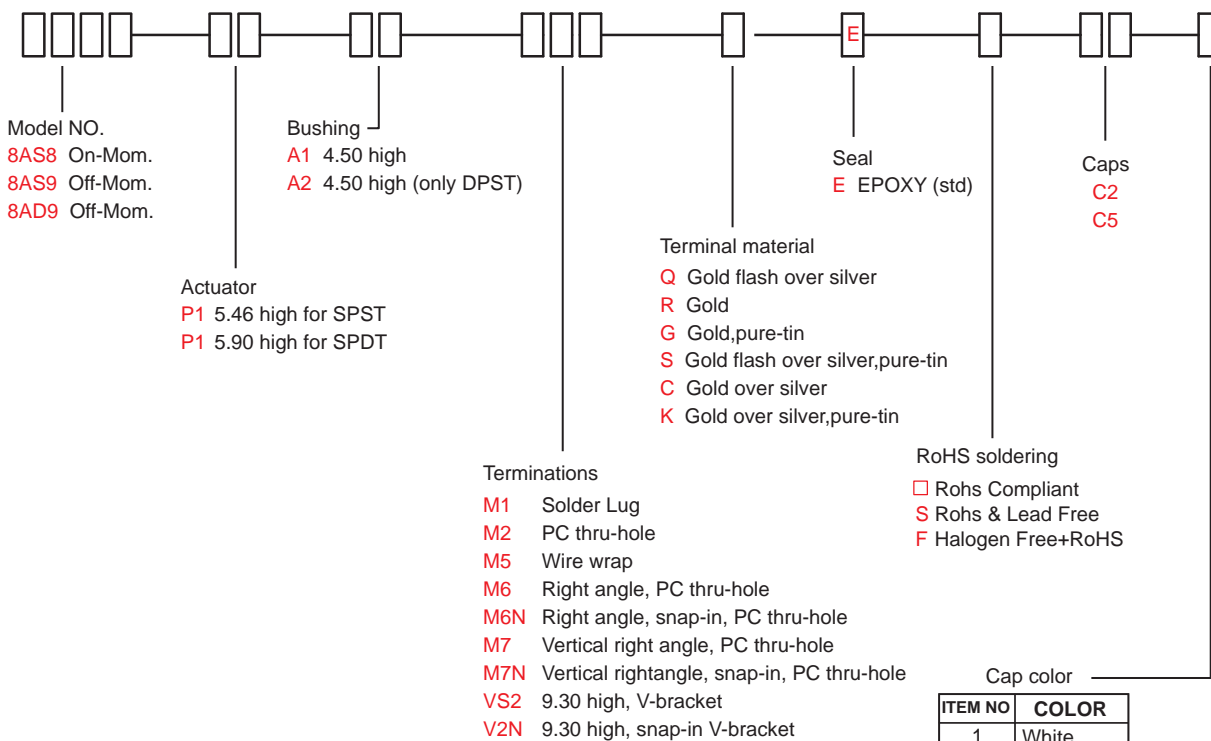 E
Model NO.
8AS8 On-Mom.
8AS9 Off-Mom.
8AD9 Off-Mom.
Bushing
A1 4.50 high
A2 4.50 high (only DPST)
Seal
E EPOXY (std)
Caps
C2
C5
Actuator
P1 5.46 high for SPST
P1 5.90 high for SPDT
Terminal material
Q Gold flash over silver
R Gold
G Gold,pure-tin
S Gold flash over silver,pure-tin
C Gold over silver
K Gold over silver,pure-tin
RoHS soldering
□ Rohs Compliant
S Rohs & Lead Free
F Halogen Free+RoHS
Terminations
M1 Solder Lug
M2 PC thru-hole
M5 Wire wrap
M6 Right angle, PC thru-hole
M6N Right angle, snap-in, PC thru-hole
M7 Vertical right angle, PC thru-hole
M7N Vertical rightangle, snap-in, PC thru-hole
VS2 9.30 high, V-bracket
V2N 9.30 high, snap-in V-bracket
Cap color
ITEM NO COLOR
1 White